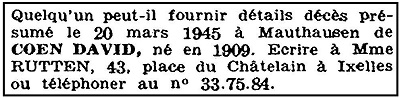 Quelqu'un peut-il fournir détails décès pré-
sumé le 20 mars 1945 à Mauthausen de
COEN DAVID, né en 1909. Ecrire à Mme
RUTTEN, 43, place du Châtelain à Ixelles
ou téléphoner au n° 33.75.84.